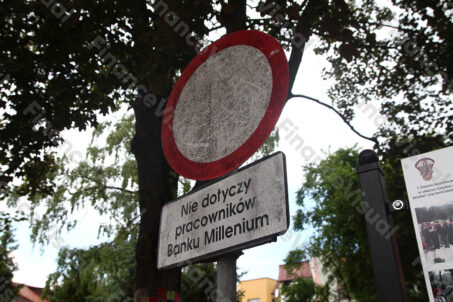 Nie dotyczy
pracowników
Banku Millenium